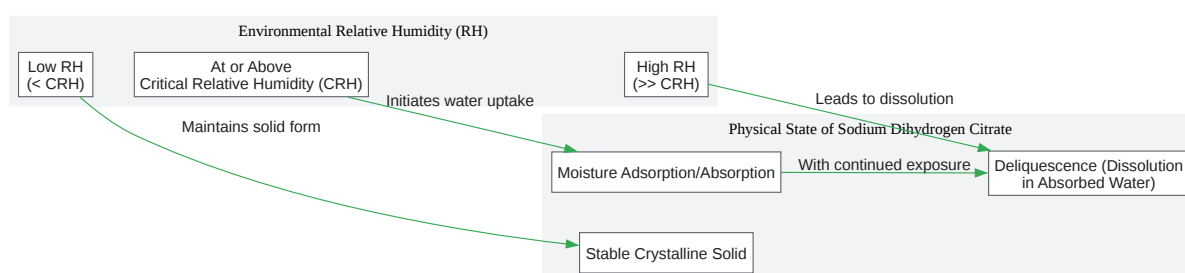 Environmental Relative Humidity (RH)
Low RH
(< CRH)
At or Above
Critical Relative Humidity (CRH)
High RH
(>> CRH)
Initiates water uptake
Leads to dissolution
Maintains solid form
Physical State of Sodium Dihydrogen Citrate
Moisture Adsorption/Absorption
With continued exposure
Deliquescence (Dissolution
in Absorbed Water)
Stable Crystalline Solid